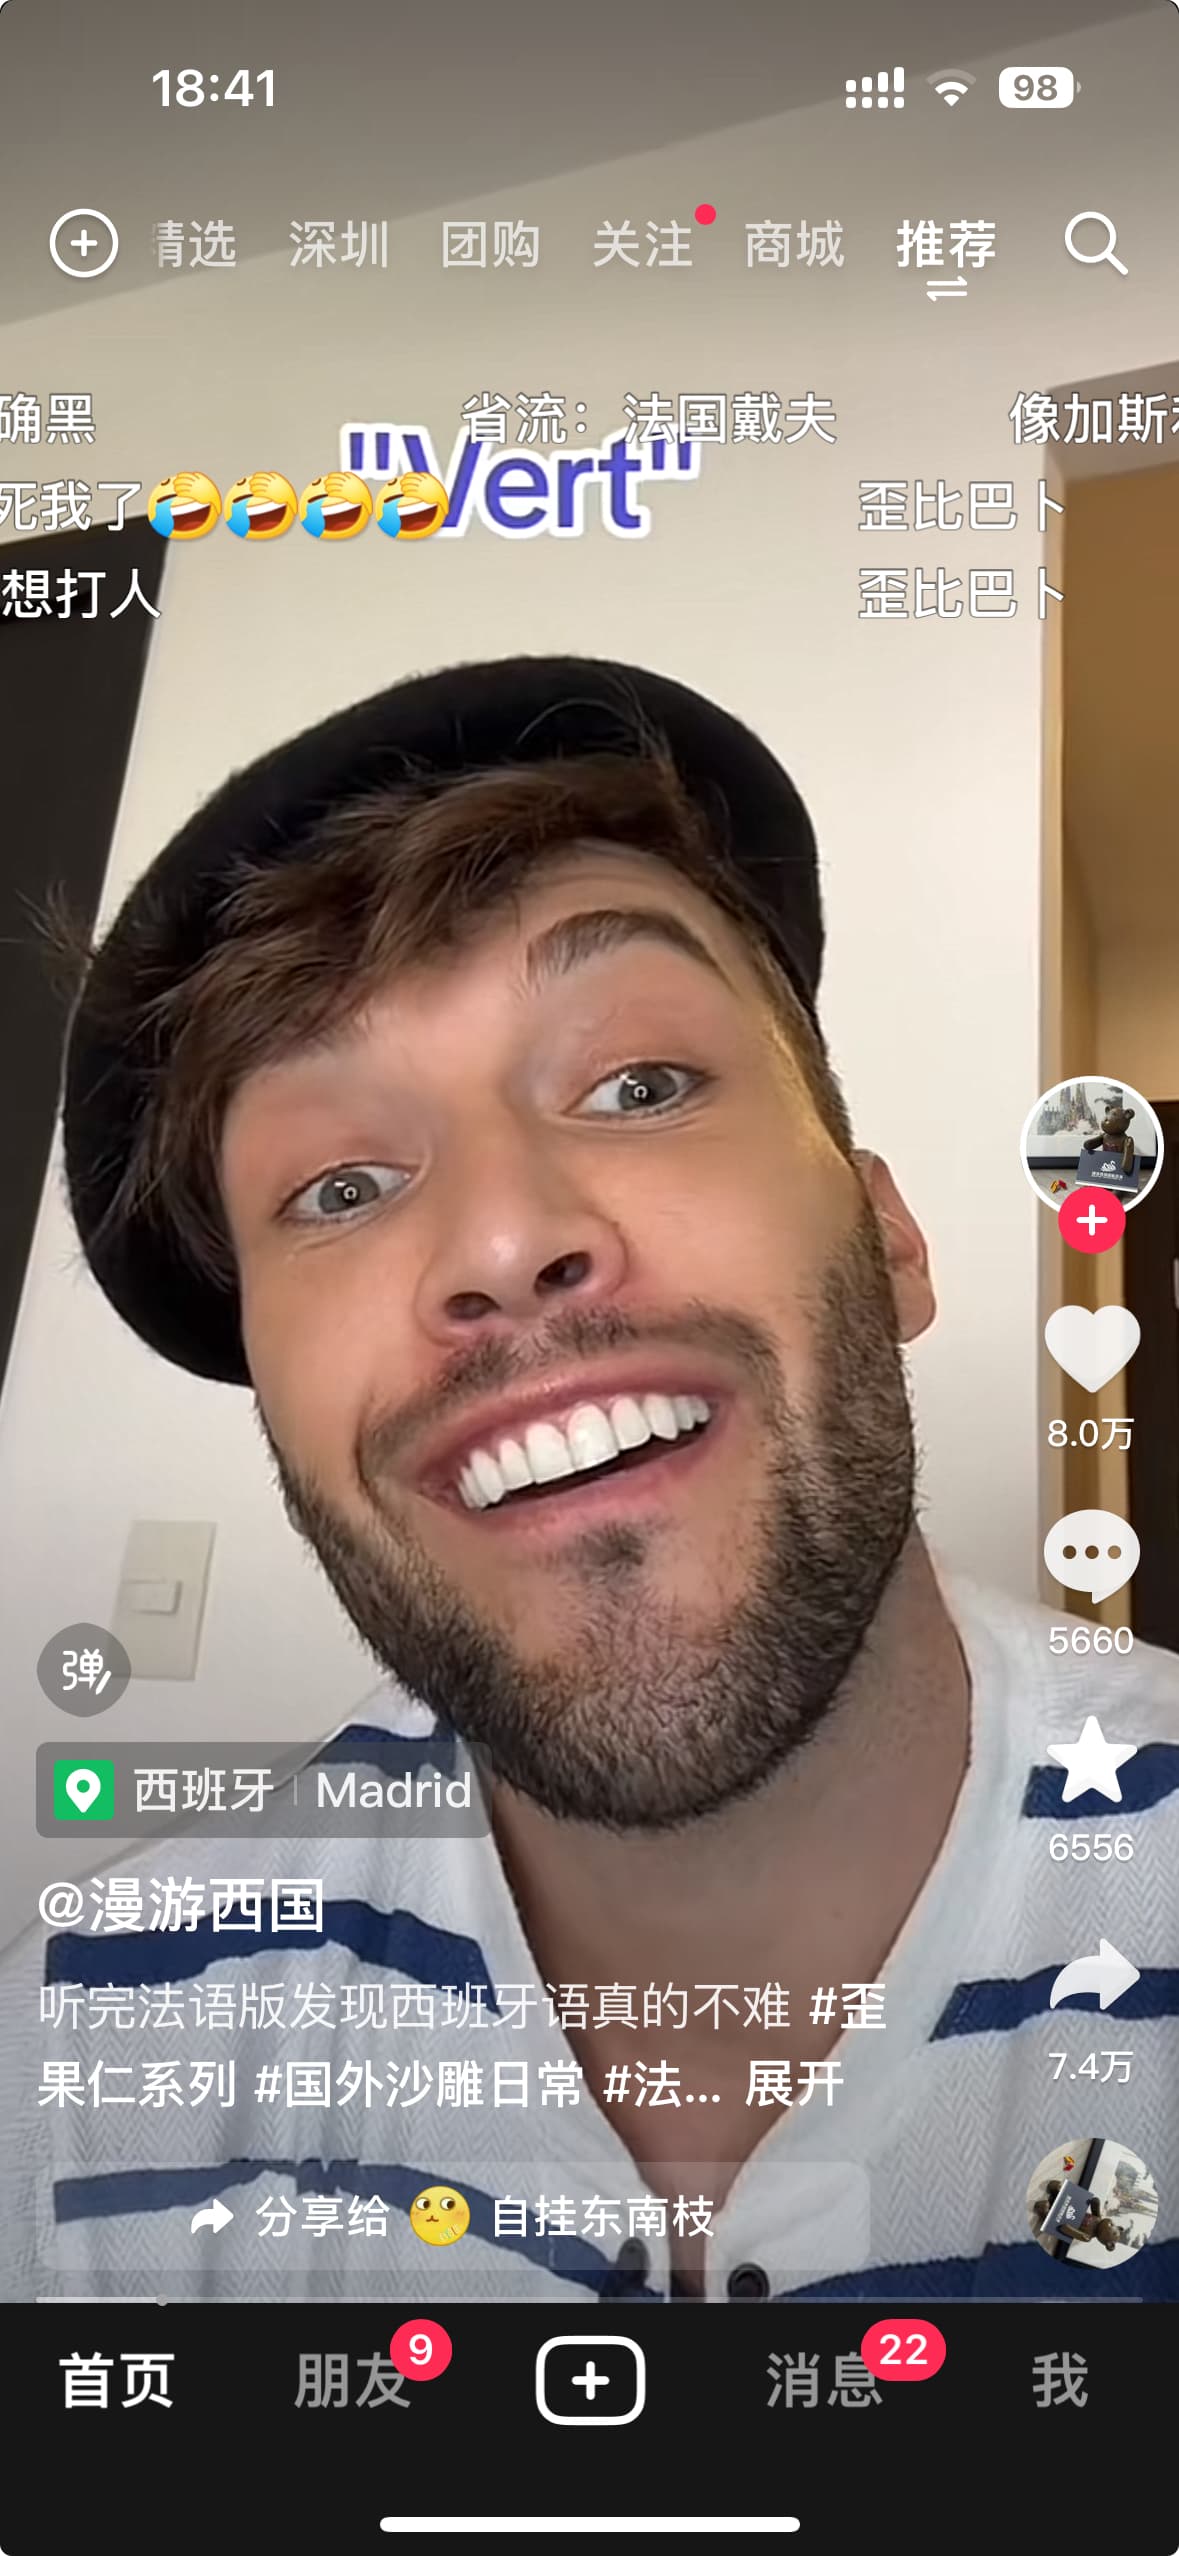 18:41
98
精选 深圳 团购 关注 商城 推荐
确黑 省流：法国戴夫 像加斯
"Vert"
死我了🤣🤣🤣🤣 歪比巴卜
想打人 歪比巴卜
8.0万
5660
弹
西班牙 Madrid
6556
@漫游西国
听完法语版发现西班牙语真的不难 #歪
果仁系列 #国外沙雕日常 #法... 展开
7.4万
分享给 自挂东南枝
首页 朋友 9 消息 22 我